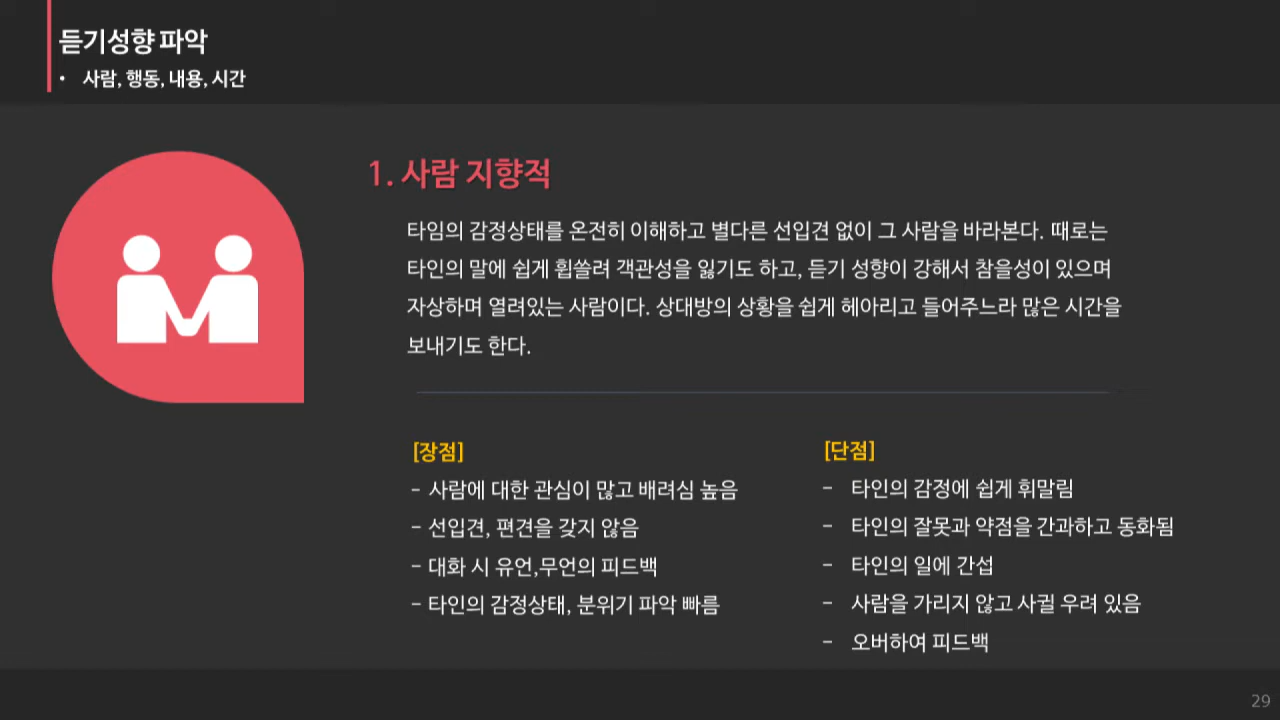 듣기성향 파악
• 사람, 행동, 내용, 시간
1. 사람 지향적
타임의 감정상태를 온전히 이해하고 별다른 선입견 없이 그 사람을 바라본다. 때로는
타인의 말에 쉽게 휩쓸려 객관성을 잃기도 하고, 듣기 성향이 강해서 참을성이 있으며
자상하며 열려있는 사람이다. 상대방의 상황을 쉽게 헤아리고 들어주느라 많은 시간을
보내기도 한다.
[장점]
- 사람에 대한 관심이 많고 배려심 높음
- 선입견, 편견을 갖지 않음
- 대화 시 유언,무언의 피드백
- 타인의 감정상태, 분위기 파악 빠름
[단점]
- 타인의 감정에 쉽게 휘말림
- 타인의 잘못과 약점을 간과하고 동화됨
- 타인의 일에 간섭
- 사람을 가리지 않고 사귈 우려 있음
- 오버하여 피드백
29